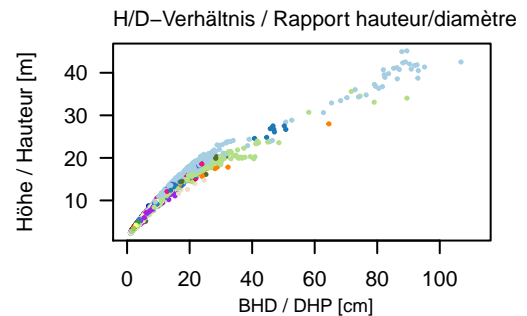 H/D−Verhältnis / Rapport hauteur/diamètre
Höhe / Hauteur [m]
40
30
20
10
0 20 40 60 80 100
BHD / DHP [cm]